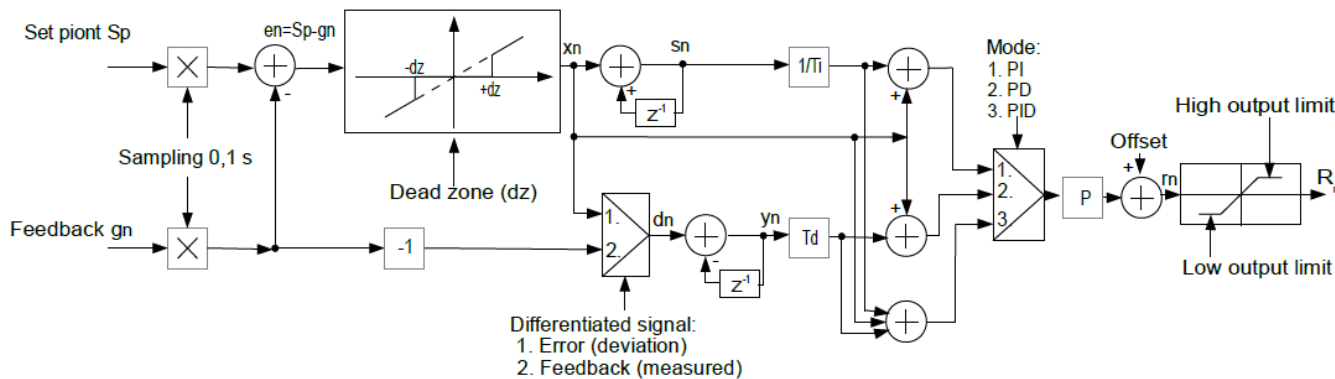 Set piont Sp
en=Sp-gn
-
-dz
+dz
xn
+
sn
z-1
1/Ti
+
Mode:
1. PI
2. PD
3. PID
High output limit
Offset
+
rn
Sampling 0,1 s
Dead zone (dz)
1.
2.
3.
P
Low output limit
Feedback gn
-1
1.
2.
dn
-
yn
z-1
Td
+
Differentiated signal:
1. Error (deviation)
2. Feedback (measured)